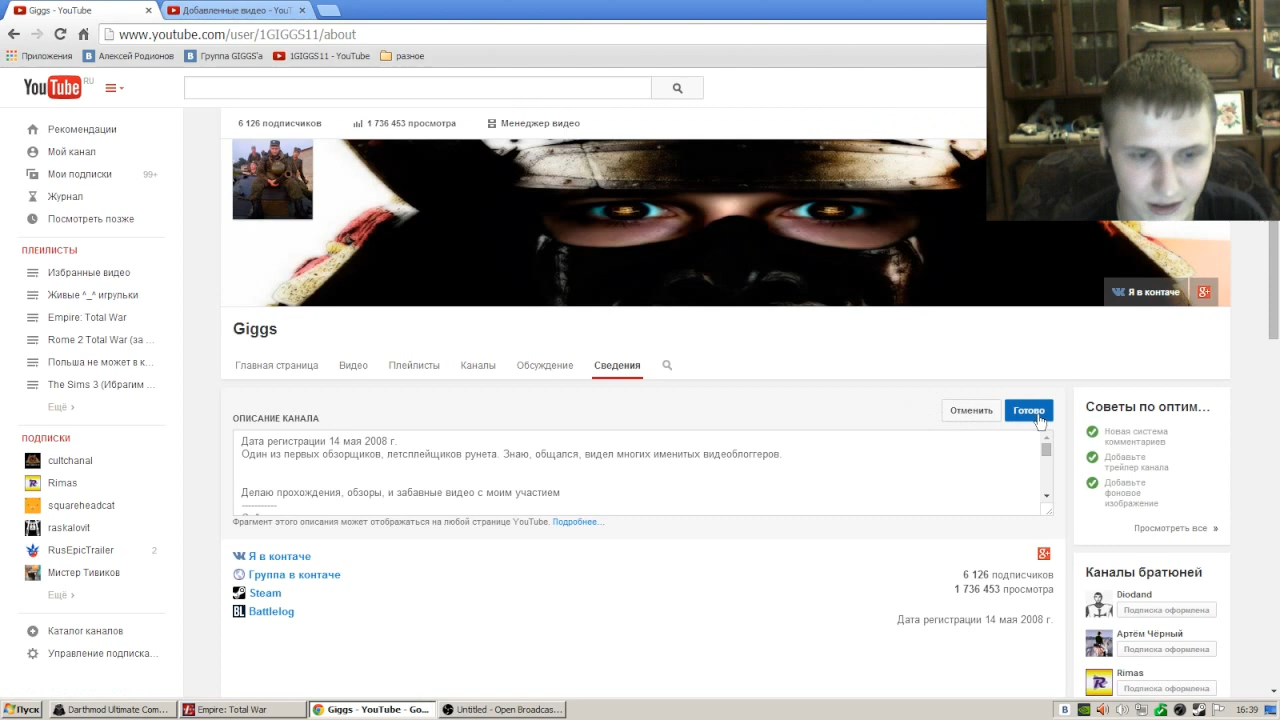 Giggs - YouTube
Добавленные видео - YouT
www.youtube.com/user/1GIGGS11/about
Приложения
Алексей Родионов
Группа GIGGS'a
1GIGGS11 - YouTube
разное
YouTube RU
6 126 подписчиков
1 736 453 просмотра
Менеджер видео
Рекомендации
Мой канал
Мои подписки 99+
Журнал
Посмотреть позже
ПЛЕЙЛИСТЫ
Избранные видео
Живые ^_^ игрульки
Empire: Total War
Rome 2 Total War (за ...
Польша не может в к...
The Sims 3 (Ибрагим ...
Ещё ›
ПОДПИСКИ
cultchanal
Rimas
squareheadcat
raskalovit
RusEpicTrailer 2
Мистер Тивиков
Ещё ›
Каталог каналов
Управление подписка...
Я в контаче
Giggs
Главная страница
Видео
Плейлисты
Каналы
Обсуждение
Сведения
ОПИСАНИЕ КАНАЛА
Отменить
Готово
Дата регистрации 14 мая 2008 г.
Один из первых обзорщиков, летсплейщиков рунета. Знаю, общался, видел многих именитых видеоблоггеров.
Делаю прохождения, обзоры, и забавные видео с моим участием
-----------
Фрагмент этого описания может отображаться на любой странице YouTube. Подробнее...
Я в контаче
Группа в контаче
Steam
Battlelog
6 126 подписчиков
1 736 453 просмотра
Дата регистрации 14 мая 2008 г.
Советы по оптим...
Новая система
комментариев
Добавьте
трейлер канала
Добавьте
фоновое
изображение
Просмотреть все »
Каналы братюней
Diodand
Подписка оформлена
Артём Чёрный
Подписка оформлена
Rimas
Подписка оформлена
Пуск
Darthmod Ultimate Com...
Empire: Total War
Giggs - YouTube - Go...
Untitled - Open Broadcas...
16:39